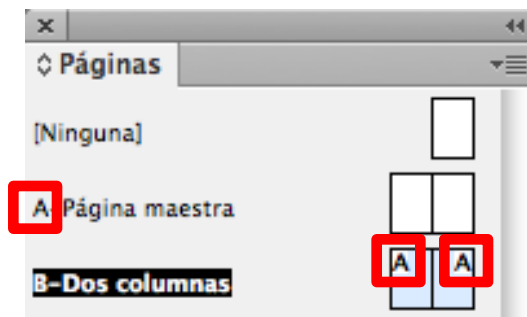 Páginas
[Ninguna]
A-Página maestra
A A
B-Dos columnas